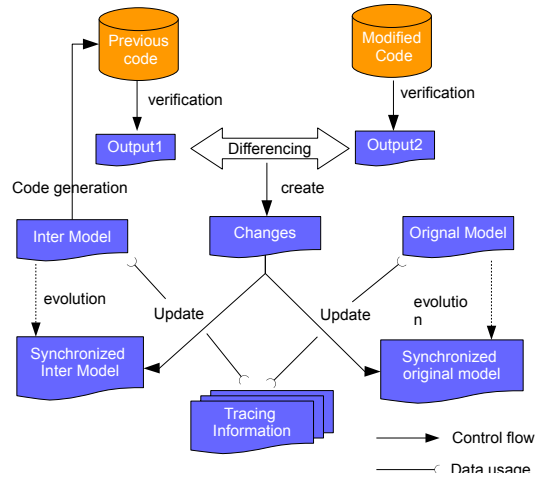 Previous
code
Modified
Code
verification
verification
Output1
Differencing
Output2
Code generation
create
Inter Model
Changes
Orignal Model
evolution
Update
Update
evolutio
n
Synchronized
Inter Model
Synchronized
original model
Tracing
Information
Control flow
Data usage